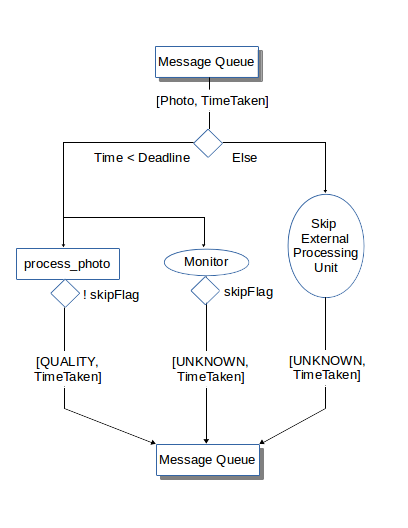 Message Queue
[Photo, TimeTaken]
Time < Deadline
Else
Skip
External
Processing
Unit
process_photo
Monitor
! skipFlag
skipFlag
[QUALITY,
TimeTaken]
[UNKNOWN,
TimeTaken]
[UNKNOWN,
TimeTaken]
Message Queue